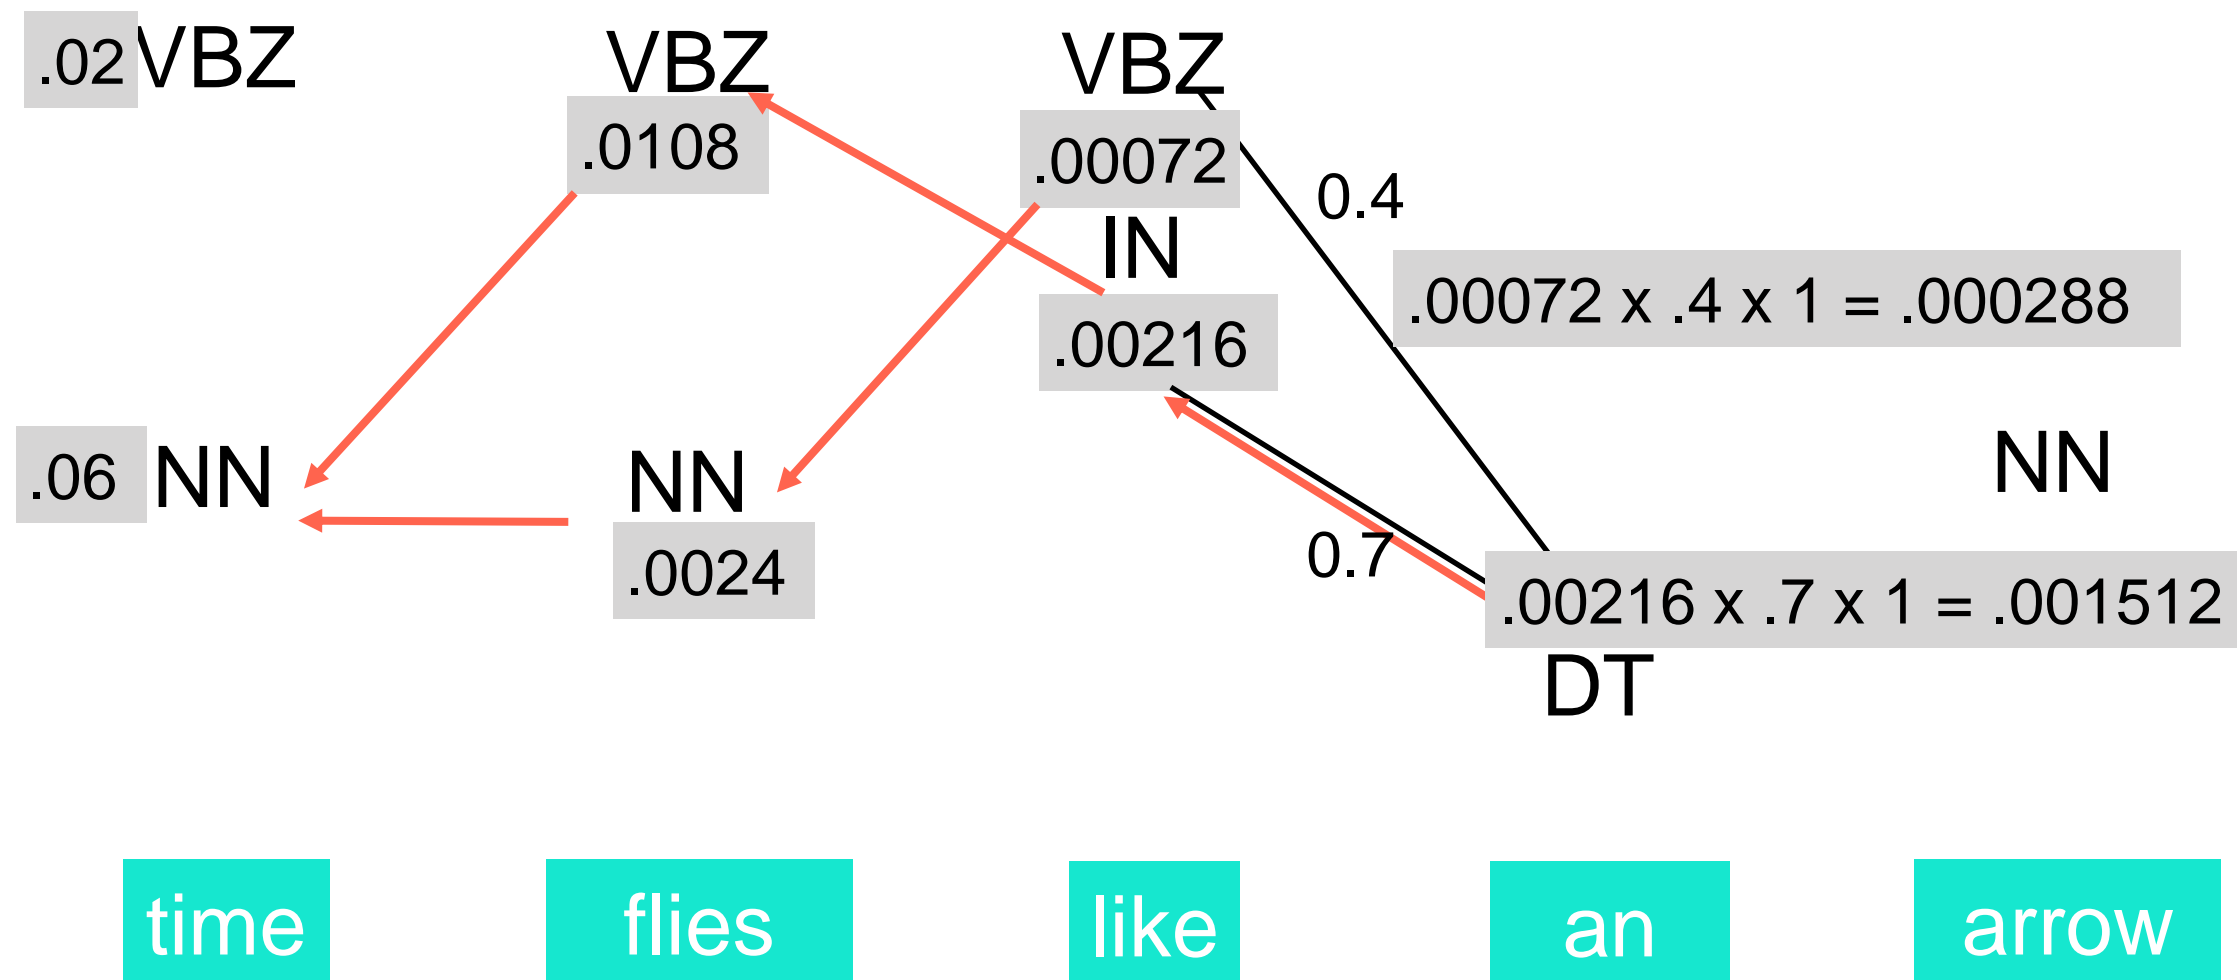 .02 VBZ VBZ VBZ
.0108 .00072
0.4
IN
.00072 x .4 x 1 = .000288
.00216
.06 NN NN NN
0.7
.0024 .00216 x .7 x 1 = .001512
DT
time flies like an arrow